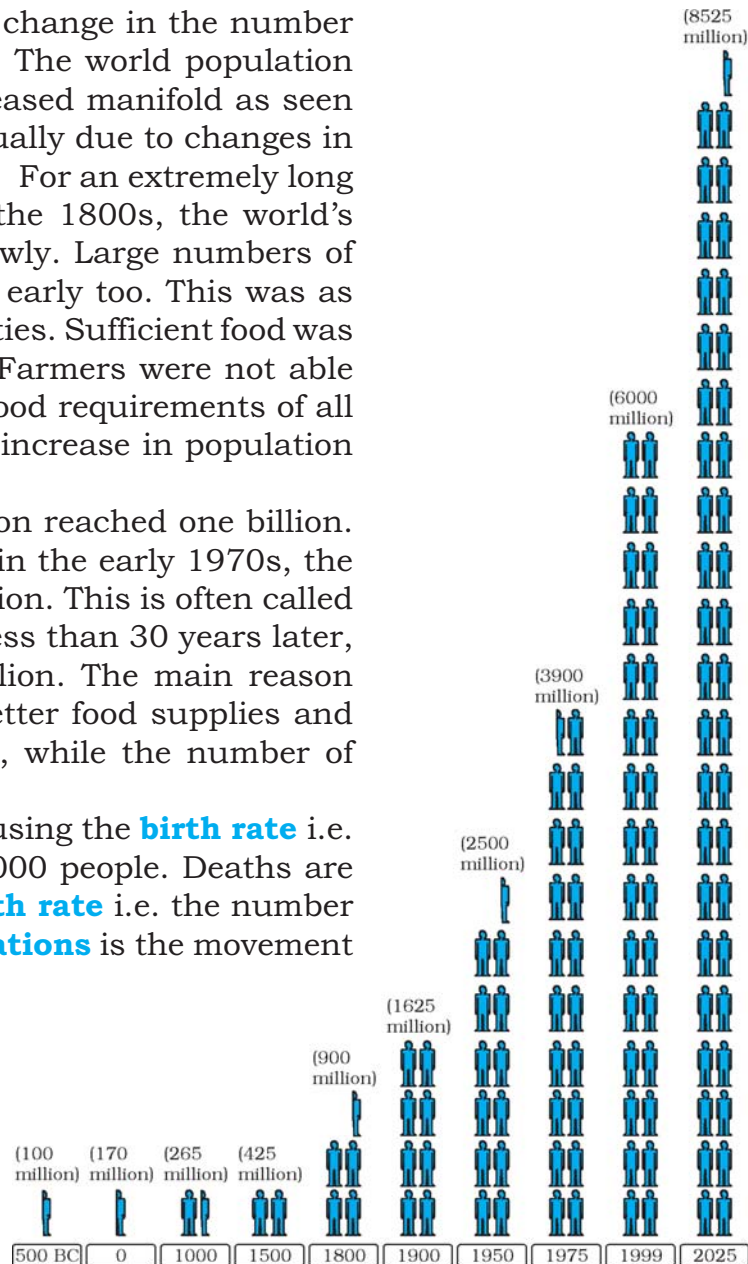 change in the number
The world population
eased manifold as seen
ually due to changes in
For an extremely long
the 1800s, the world's
wly. Large numbers of
early too. This was as
ties. Sufficient food was
Farmers were not able
ood requirements of all
increase in population
on reached one billion.
in the early 1970s, the
ion. This is often called
ess than 30 years later,
lion. The main reason
etter food supplies and
, while the number of
using the birth rate i.e.
000 people. Deaths are
th rate i.e. the number
ations is the movement
(100
million)
(170
million)
(265
million)
(425
million)
(900
million)
(1625
million)
(2500
million)
(3900
million)
(6000
million)
(8525
million)
500 BC
0
1000
1500
1800
1900
1950
1975
1999
2025